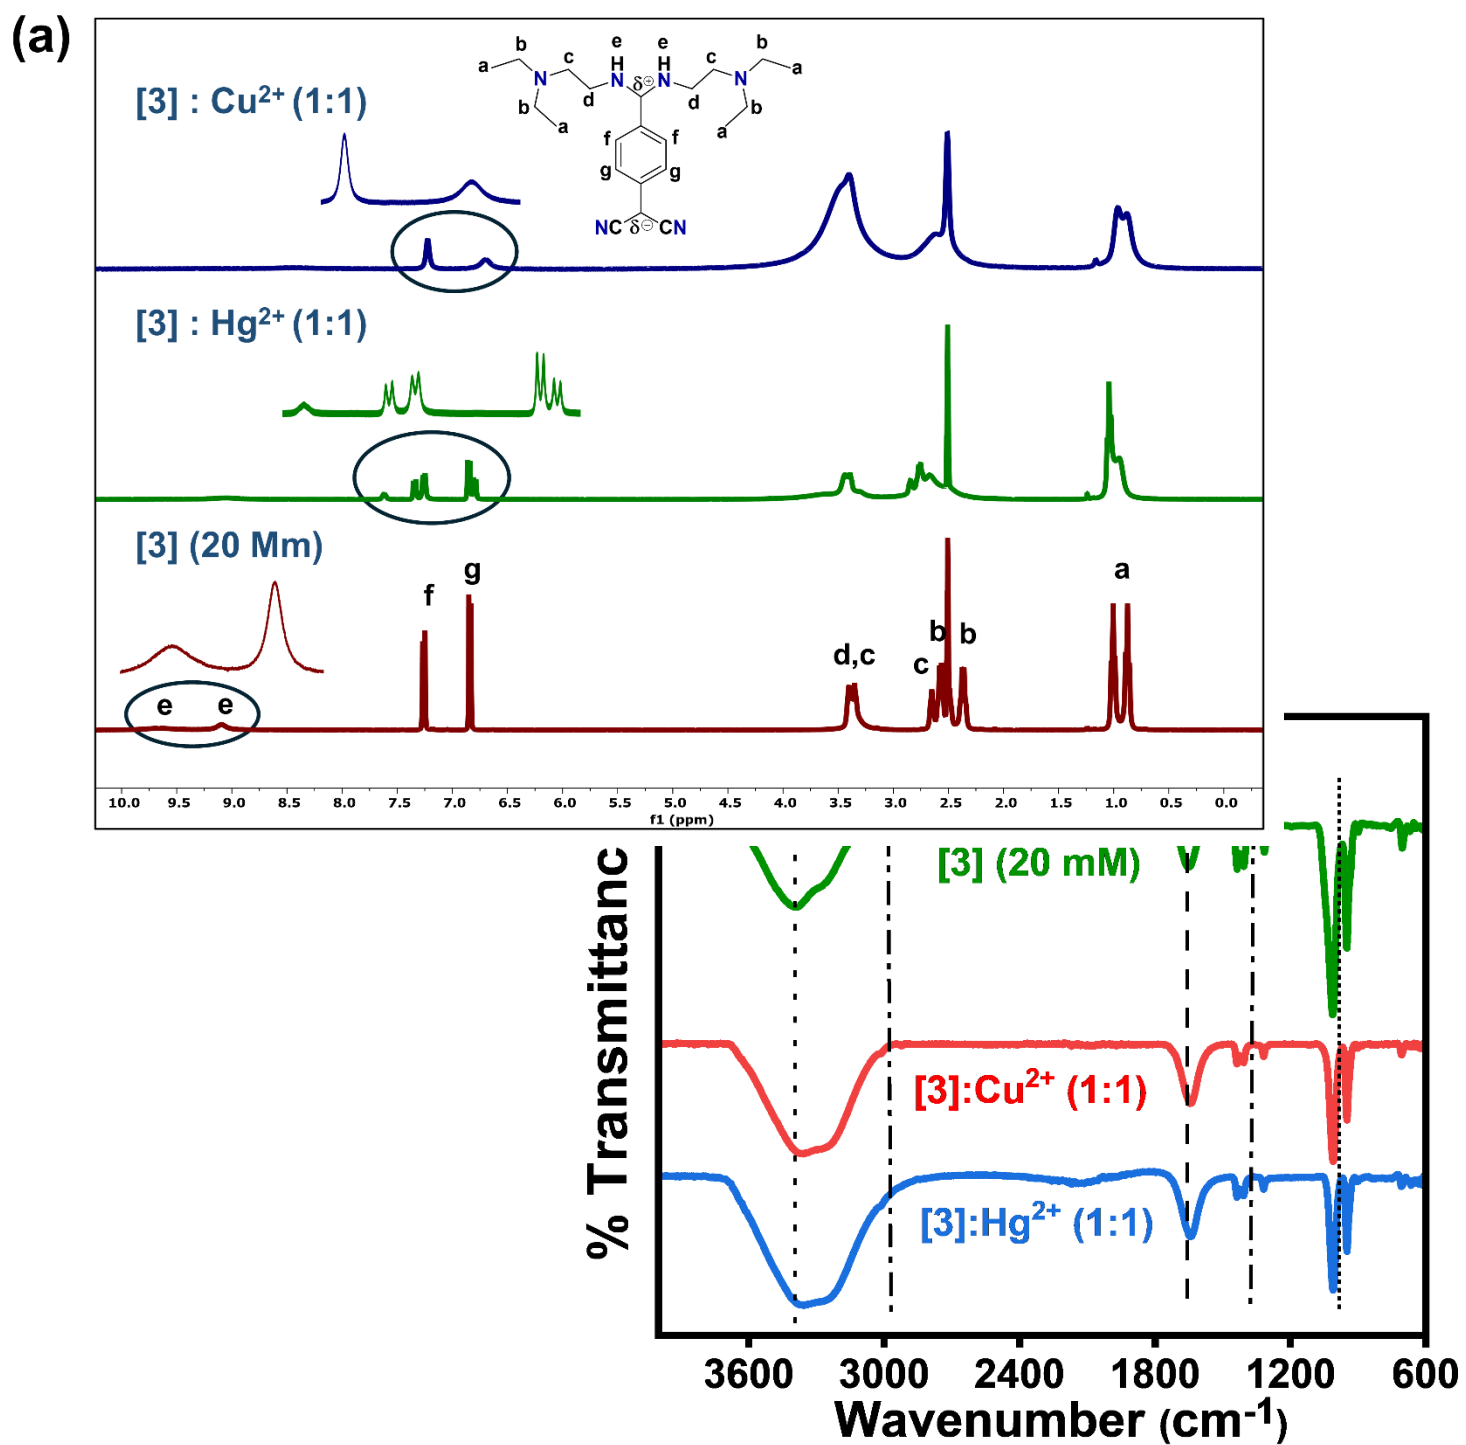 (a)
b e e b
a c H H c a
N N N N
δ⊕
b d d b
a a
f f
[3] : Cu²⁺ (1:1)
g g
NC δ⊖ CN
[3] : Hg²⁺ (1:1)
[3] (20 Mm)
f g d,c c b b a
e e
10.0 9.5 9.0 8.5 8.0 7.5 7.0 6.5 6.0 5.5 5.0 4.5 4.0 3.5 3.0 2.5 2.0 1.5 1.0 0.5 0.0
f1 (ppm)
% Transmittanc
[3] (20 mM)
[3]:Cu²⁺ (1:1)
[3]:Hg²⁺ (1:1)
3600 3000 2400 1800 1200 600
Wavenumber (cm⁻¹)